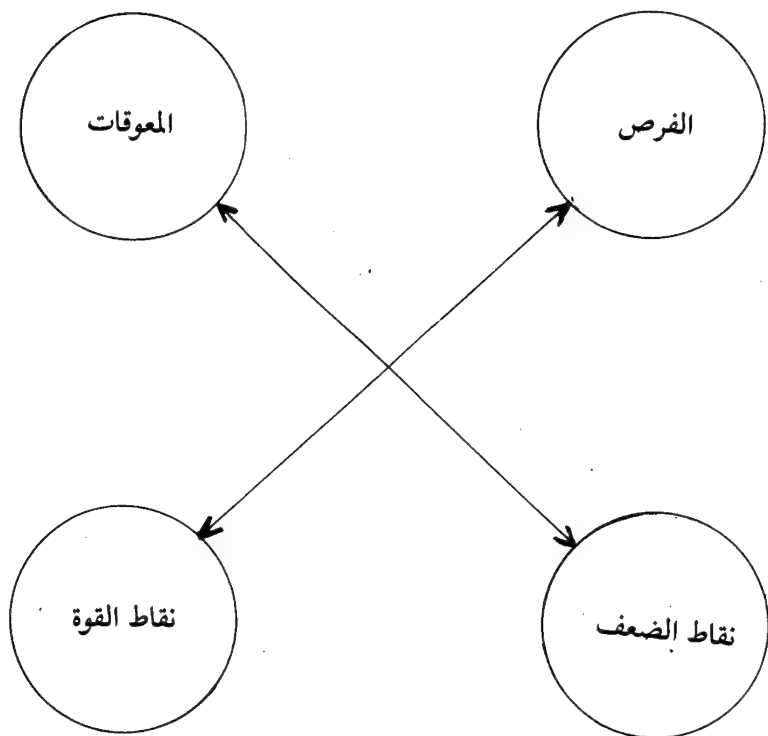 الفرص
المعوقات
نقاط الضعف
نقاط القوة